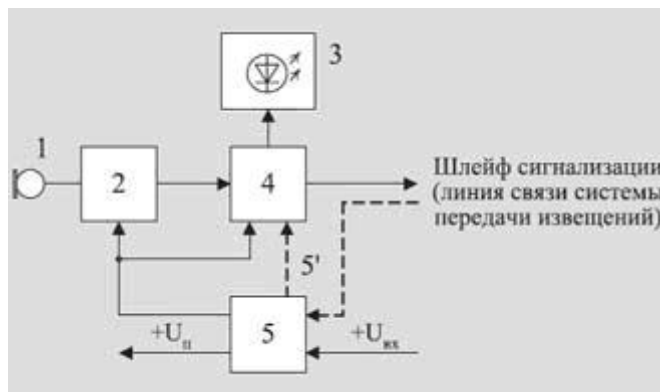 3
1
2
4
Шлейф сигнализации
(линия связи системы
передачи извещений)
5'
+Uп
5
+Uвх